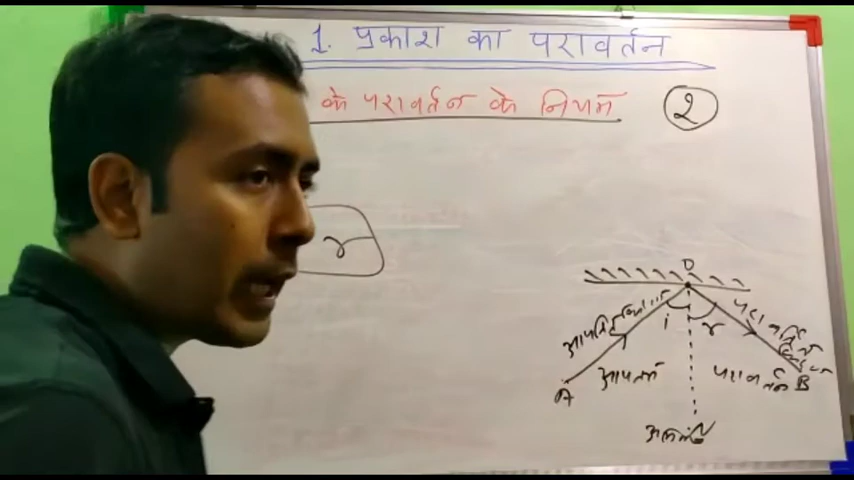 1. प्रकाश का परावर्तन
के परावर्तन के नियम
2
r
O
आपतित किरण
i
r
परावर्तित किरण
A
आपतन
परावर्तन
B
अभिलंब